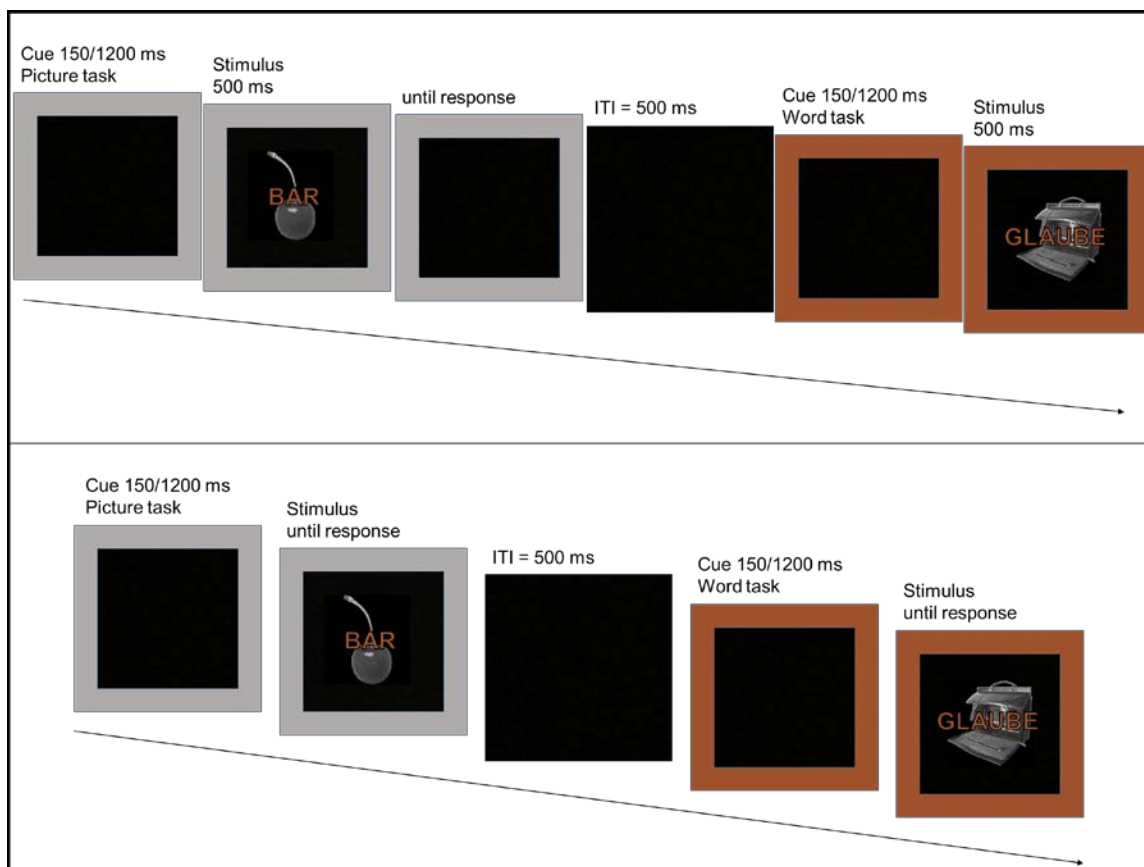 Cue 150/1200 ms
Picture task
Stimulus
500 ms
BAR
until response
ITI = 500 ms
Cue 150/1200 ms
Word task
Stimulus
500 ms
GLAUBE
Cue 150/1200 ms
Picture task
Stimulus
until response
BAR
ITI = 500 ms
Cue 150/1200 ms
Word task
Stimulus
until response
GLAUBE